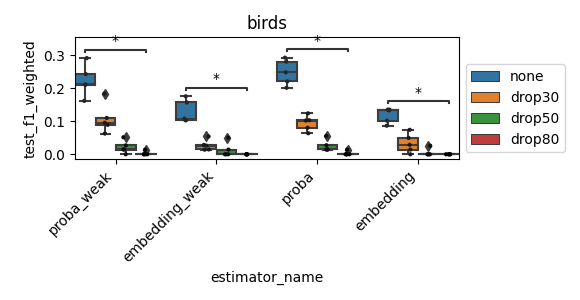 birds
* * * *
test_f1_weighted
0.3
0.2
0.1
0.0
proba_weak
embedding_weak
proba
embedding
estimator_name
none
drop30
drop50
drop80